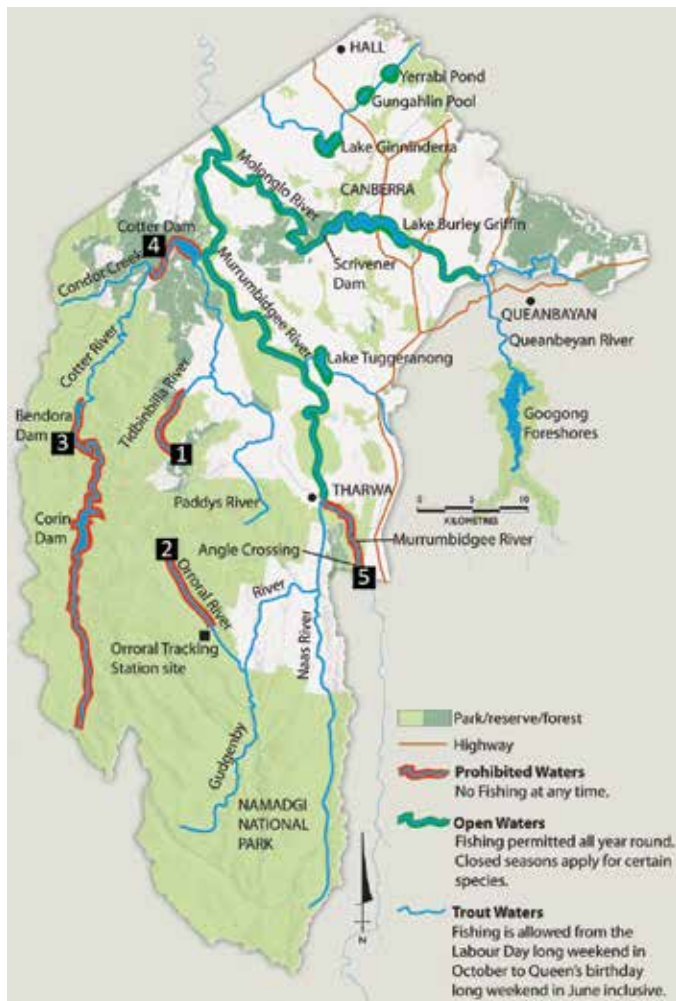 HALL
Yerrabi Pond
Gungahlin Pool
Lake Ginninderra
Molonglo River
CANBERRA
Cotter Dam
4
Lake Burley Griffin
Condor Creek
Scrivener
Dam
Murrumbidgee River
QUEANBAYAN
Queanbeyan River
Cotter River
Lake Tuggeranong
Tidbinbilla River
Bendora
Dam
3
1
Googong
Foreshores
Paddys River
THARWA
0 5 10
KILOMETRES
Corin
Dam
Murrumbidgee River
Angle Crossing
2
5
Orroral River
River
Naas River
Orroral Tracking
Station site
Gudgenby
NAMADGI
NATIONAL
PARK
N
Park/reserve/forest
Highway
Prohibited Waters
No Fishing at any time.
Open Waters
Fishing permitted all year round.
Closed seasons apply for certain
species.
Trout Waters
Fishing is allowed from the
Labour Day long weekend in
October to Queen's birthday
long weekend in June inclusive.